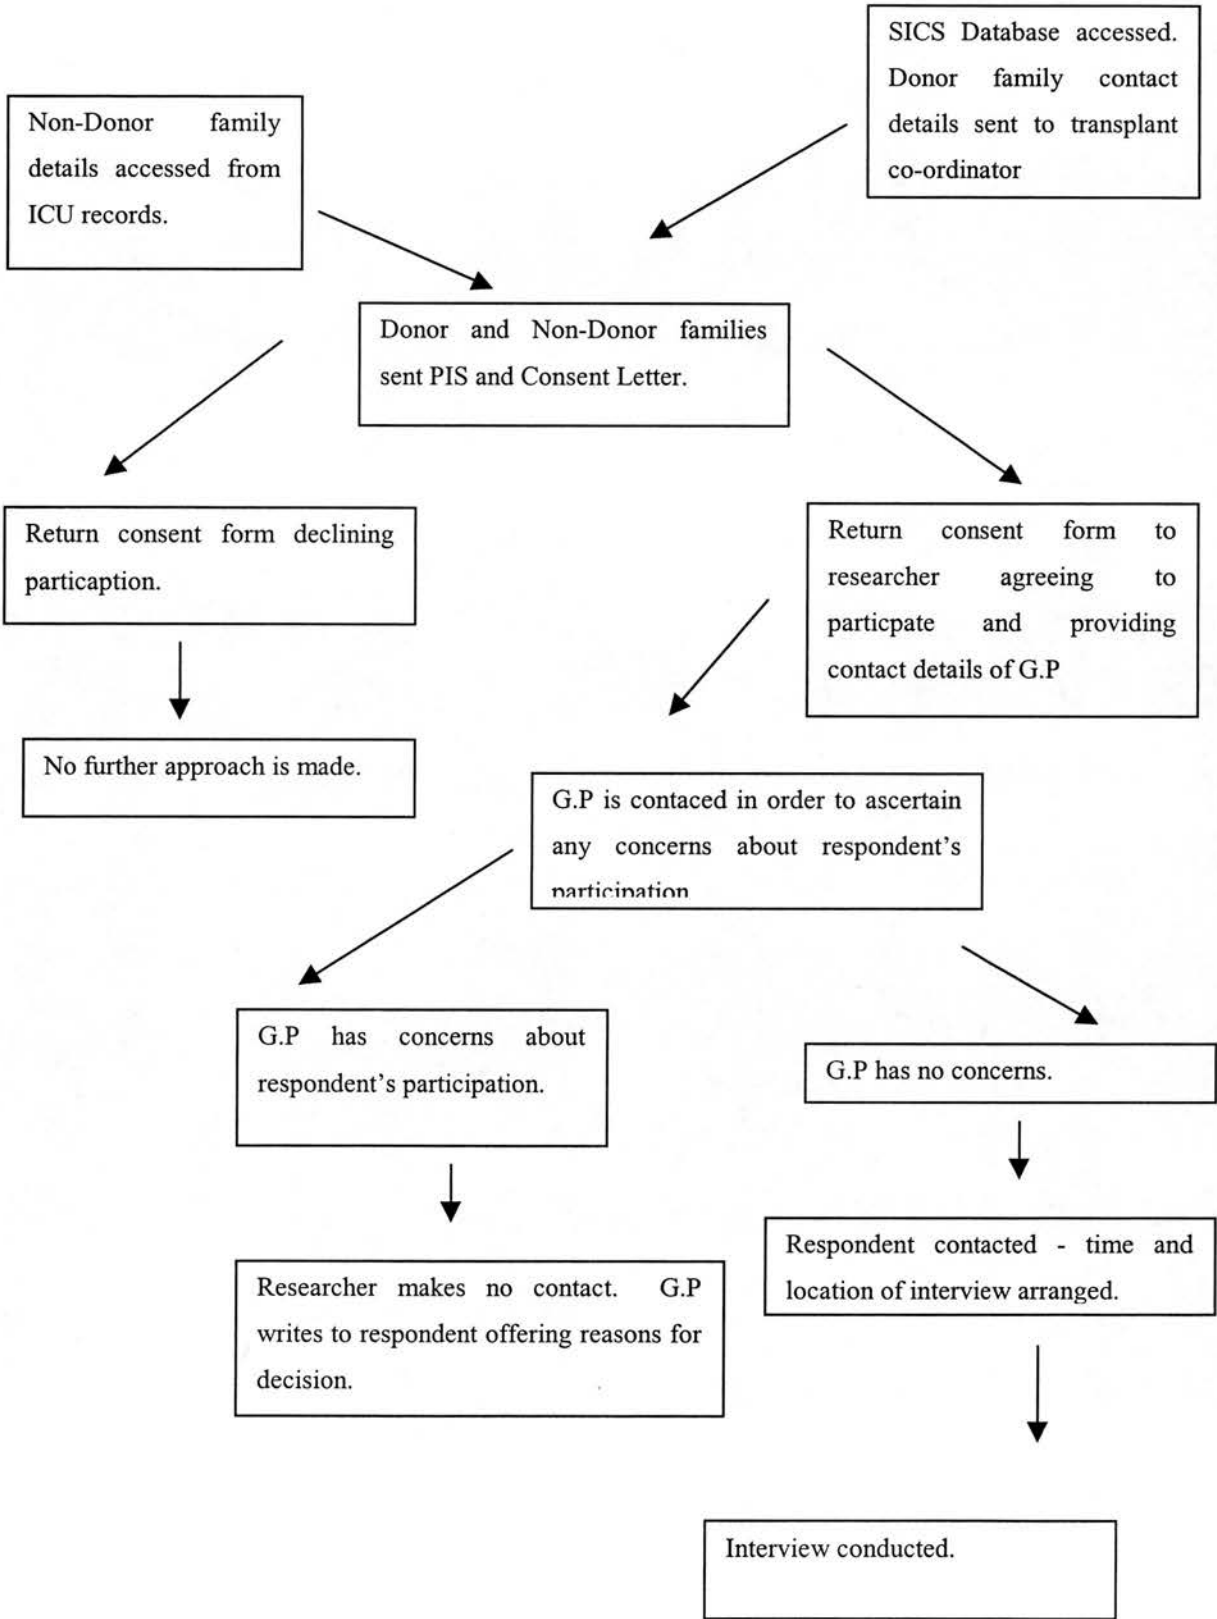 SICS Database accessed.
Donor family contact
details sent to transplant
co-ordinator
Non-Donor family
details accessed from
ICU records.
Donor and Non-Donor families
sent PIS and Consent Letter.
Return consent form declining
particaption.
Return consent form to
researcher agreeing to
particpate and providing
contact details of G.P
No further approach is made.
G.P is contaced in order to ascertain
any concerns about respondent's
participation
G.P has concerns about
respondent's participation.
G.P has no concerns.
Respondent contacted - time and
location of interview arranged.
Researcher makes no contact. G.P
writes to respondent offering reasons for
decision.
Interview conducted.